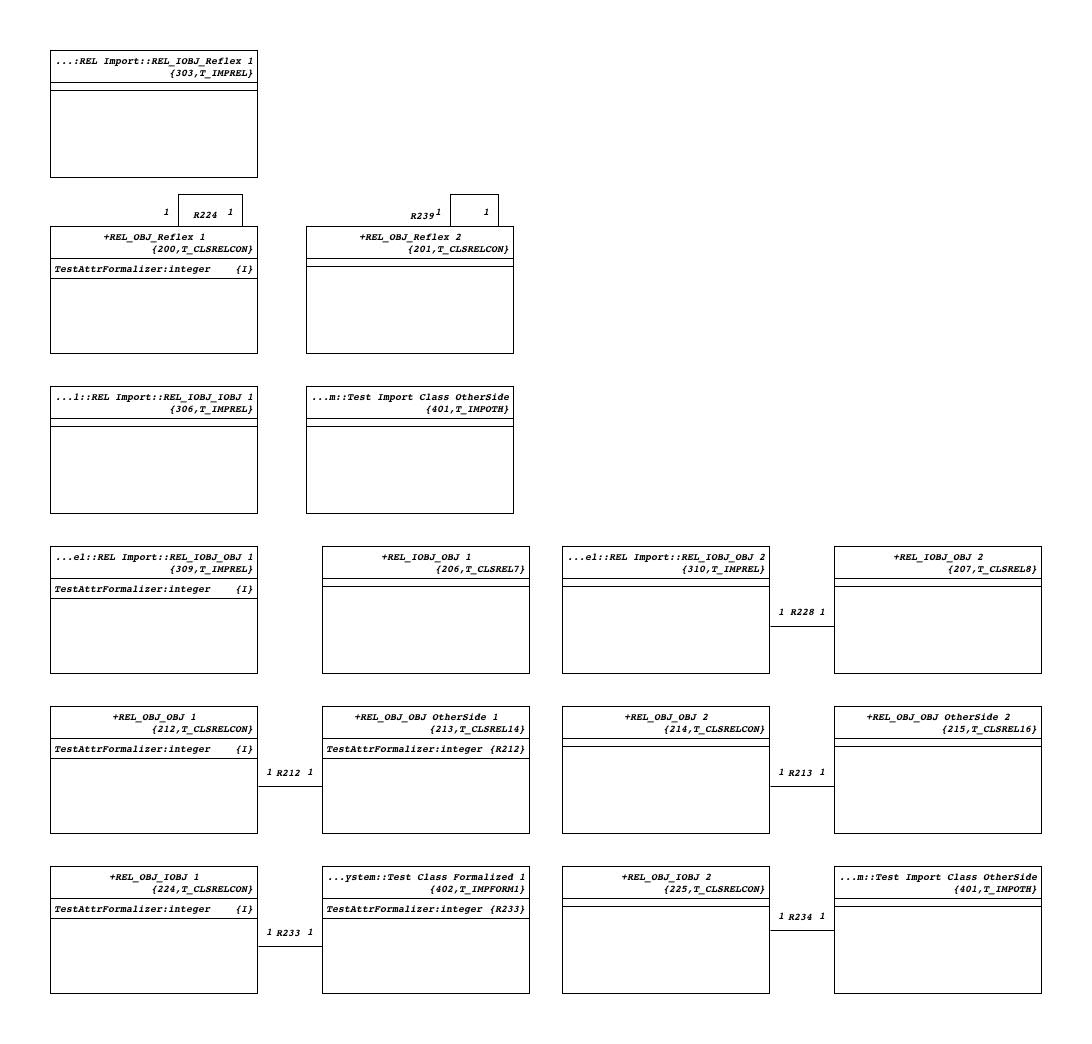 ...:REL Import::REL_IOBJ_Reflex 1
{303,T_IMPREL}
1 R224 1
R239 1 1
+REL_OBJ_Reflex 1
{200,T_CLSRELCON}
TestAttrFormalizer:integer {I}
+REL_OBJ_Reflex 2
{201,T_CLSRELCON}
...l::REL Import::REL_IOBJ_IOBJ 1
{306,T_IMPREL}
...m::Test Import Class OtherSide
{401,T_IMPOTH}
...el::REL Import::REL_IOBJ_OBJ 1
{309,T_IMPREL}
TestAttrFormalizer:integer {I}
+REL_IOBJ_OBJ 1
{206,T_CLSREL7}
...el::REL Import::REL_IOBJ_OBJ 2
{310,T_IMPREL}
1 R228 1
+REL_IOBJ_OBJ 2
{207,T_CLSREL8}
+REL_OBJ_OBJ 1
{212,T_CLSRELCON}
TestAttrFormalizer:integer {I}
1 R212 1
+REL_OBJ_OBJ OtherSide 1
{213,T_CLSREL14}
TestAttrFormalizer:integer {R212}
+REL_OBJ_OBJ 2
{214,T_CLSRELCON}
1 R213 1
+REL_OBJ_OBJ OtherSide 2
{215,T_CLSREL16}
+REL_OBJ_IOBJ 1
{224,T_CLSRELCON}
TestAttrFormalizer:integer {I}
1 R233 1
...ystem::Test Class Formalized 1
{402,T_IMPFORM1}
TestAttrFormalizer:integer {R233}
+REL_OBJ_IOBJ 2
{225,T_CLSRELCON}
1 R234 1
...m::Test Import Class OtherSide
{401,T_IMPOTH}